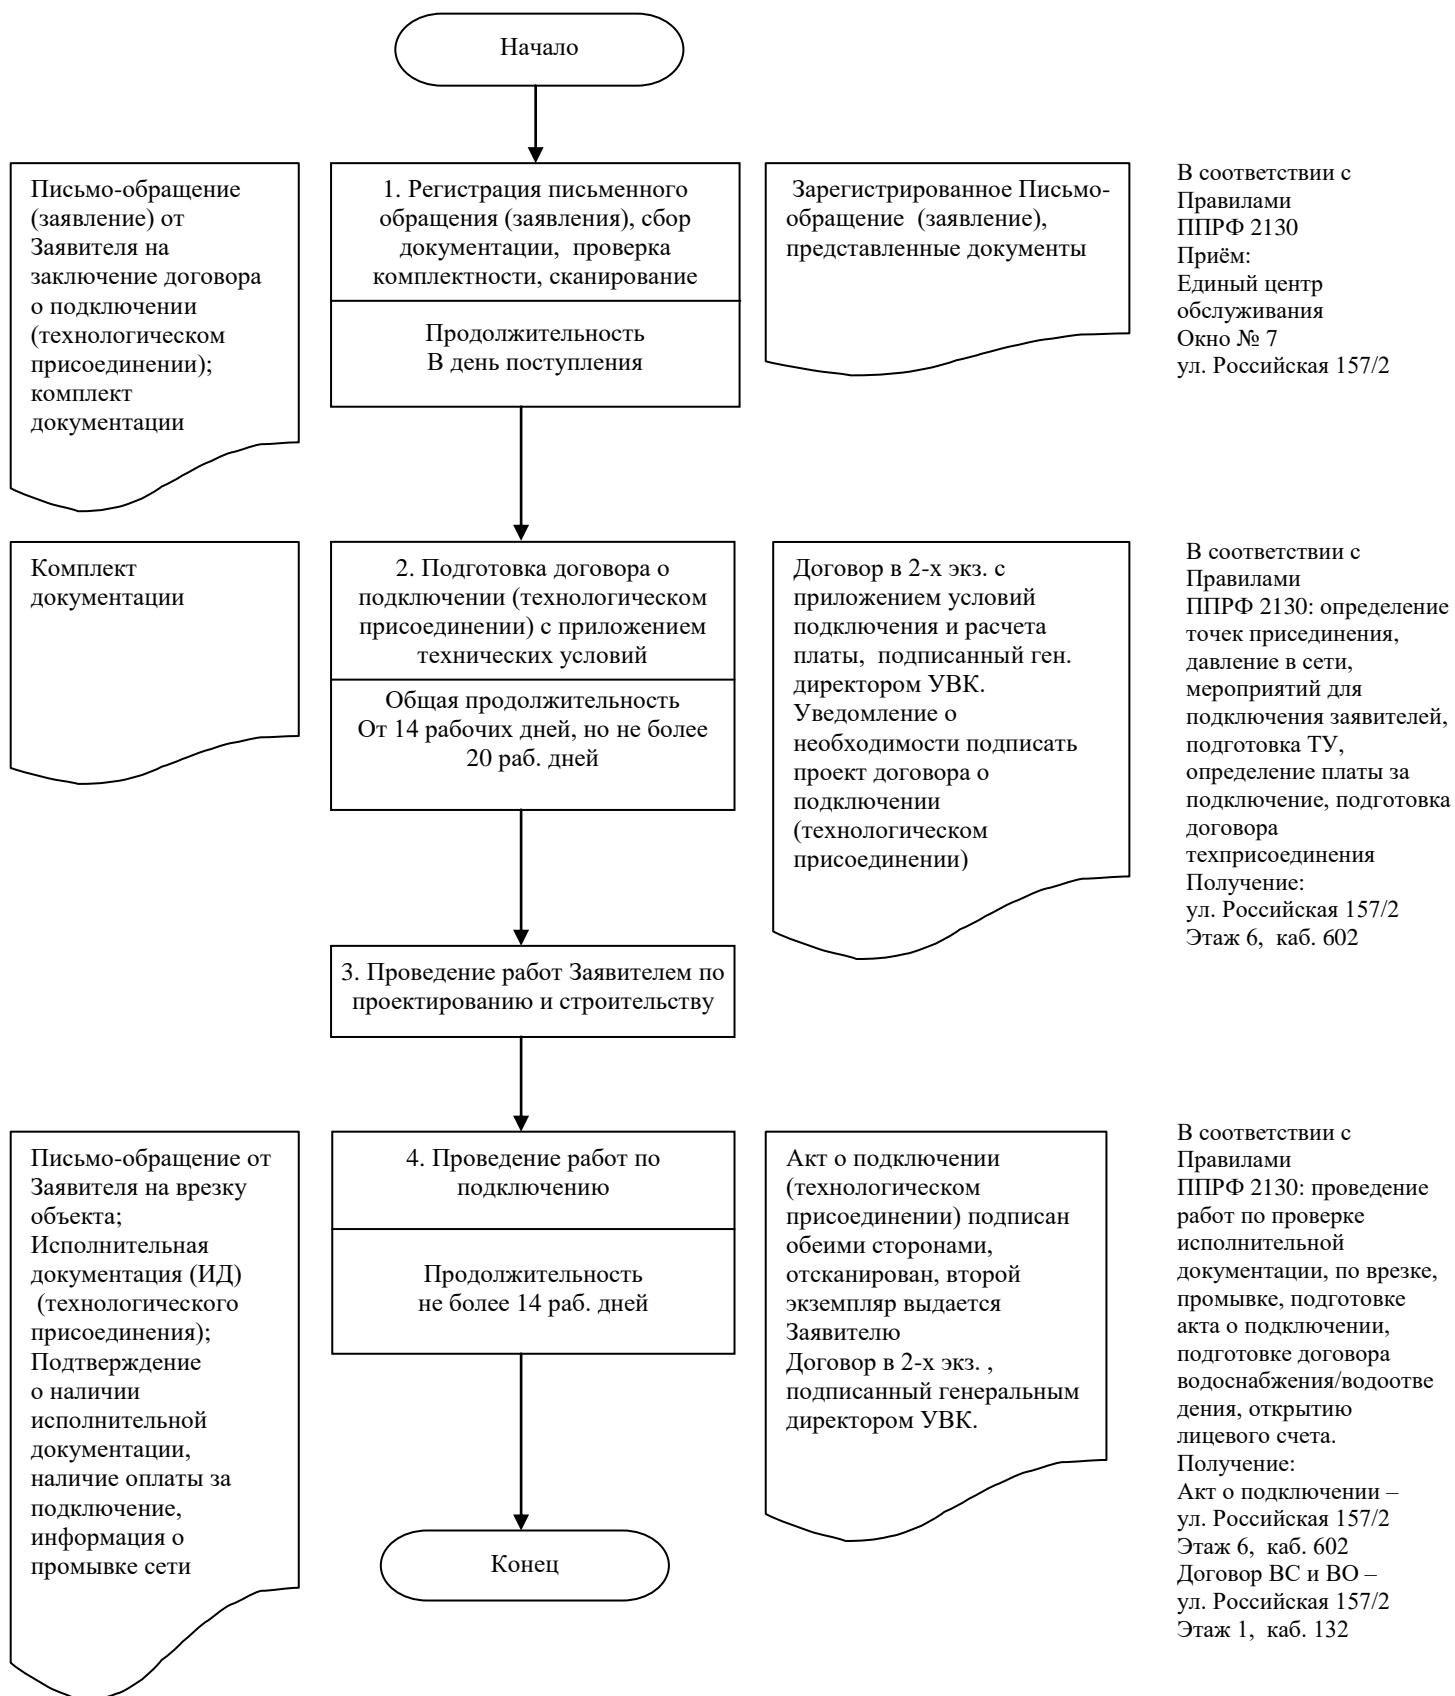 Начало
Письмо-обращение
(заявление) от
Заявителя на
заключение договора
о подключении
(технологическом
присоединении);
комплект
документации
1. Регистрация письменного
обращения (заявления), сбор
документации, проверка
комплектности, сканирование
Продолжительность
В день поступления
Зарегистрированное Письмо-
обращение (заявление),
представленные документы
В соответствии с
Правилами
ППРФ 2130
Приём:
Единый центр
обслуживания
Окно № 7
ул. Российская 157/2
Комплект
документации
2. Подготовка договора о
подключении (технологическом
присоединении) с приложением
технических условий
Общая продолжительность
От 14 рабочих дней, но не более
20 раб. дней
Договор в 2-х экз. с
приложением условий
подключения и расчета
платы, подписанный ген.
директором УВК.
Уведомление о
необходимости подписать
проект договора о
подключении
(технологическом
присоединении)
В соответствии с
Правилами
ППРФ 2130: определение
точек присединения,
давление в сети,
мероприятий для
подключения заявителей,
подготовка ТУ,
определение платы за
подключение, подготовка
договора
техприсоединения
Получение:
ул. Российская 157/2
Этаж 6, каб. 602
3. Проведение работ Заявителем по
проектированию и строительству
Письмо-обращение от
Заявителя на врезку
объекта;
Исполнительная
документация (ИД)
(технологического
присоединения);
Подтверждение
о наличии
исполнительной
документации,
наличие оплаты за
подключение,
информация о
промывке сети
4. Проведение работ по
подключению
Продолжительность
не более 14 раб. дней
Акт о подключении
(технологическом
присоединении) подписан
обеими сторонами,
отсканирован, второй
экземпляр выдается
Заявителю
Договор в 2-х экз. ,
подписанный генеральным
директором УВК.
В соответствии с
Правилами
ППРФ 2130: проведение
работ по проверке
исполнительной
документации, по врезке,
промывке, подготовке
акта о подключении,
подготовке договора
водоснабжения/водоотве
дения, открытию
лицевого счета.
Получение:
Акт о подключении –
ул. Российская 157/2
Этаж 6, каб. 602
Договор ВС и ВО –
ул. Российская 157/2
Этаж 1, каб. 132
Конец